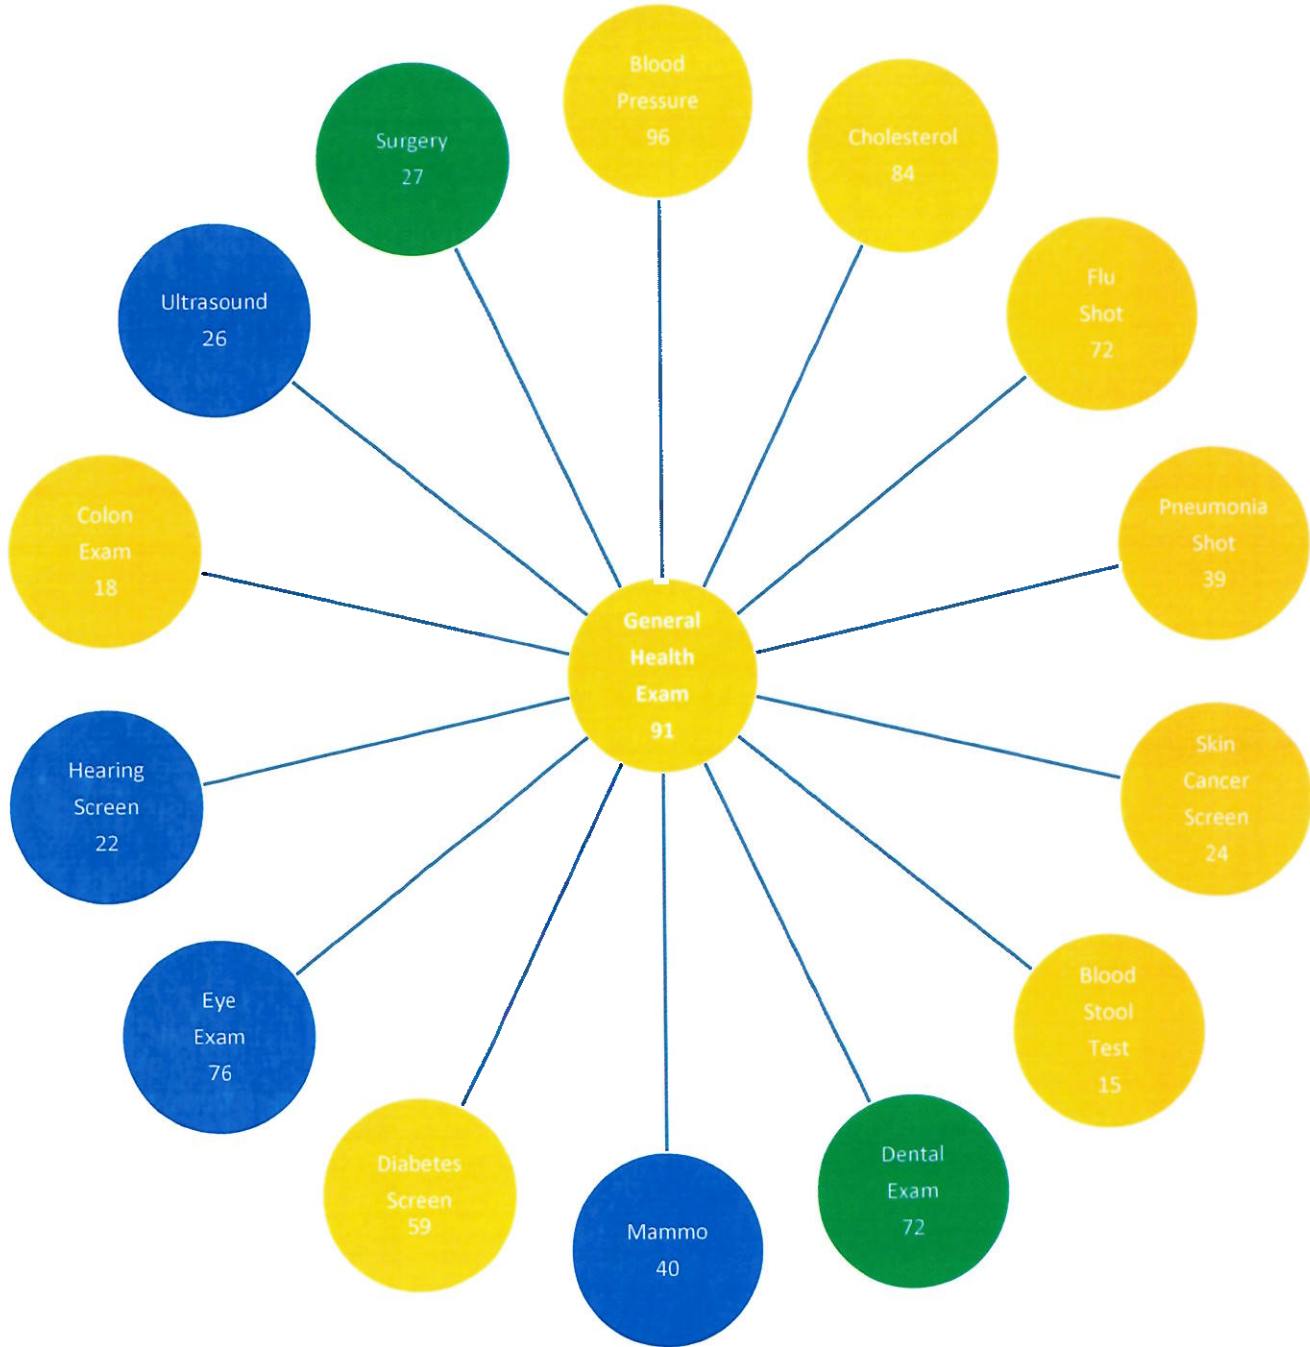 Blood
Pressure
96
Cholesterol
84
Flu
Shot
72
Pneumonia
Shot
39
Skin
Cancer
Screen
24
Blood
Stool
Test
15
Dental
Exam
72
Mammo
40
Diabetes
Screen
59
Eye
Exam
76
Hearing
Screen
22
Colon
Exam
18
Ultrasound
26
Surgery
27
General
Health
Exam
91